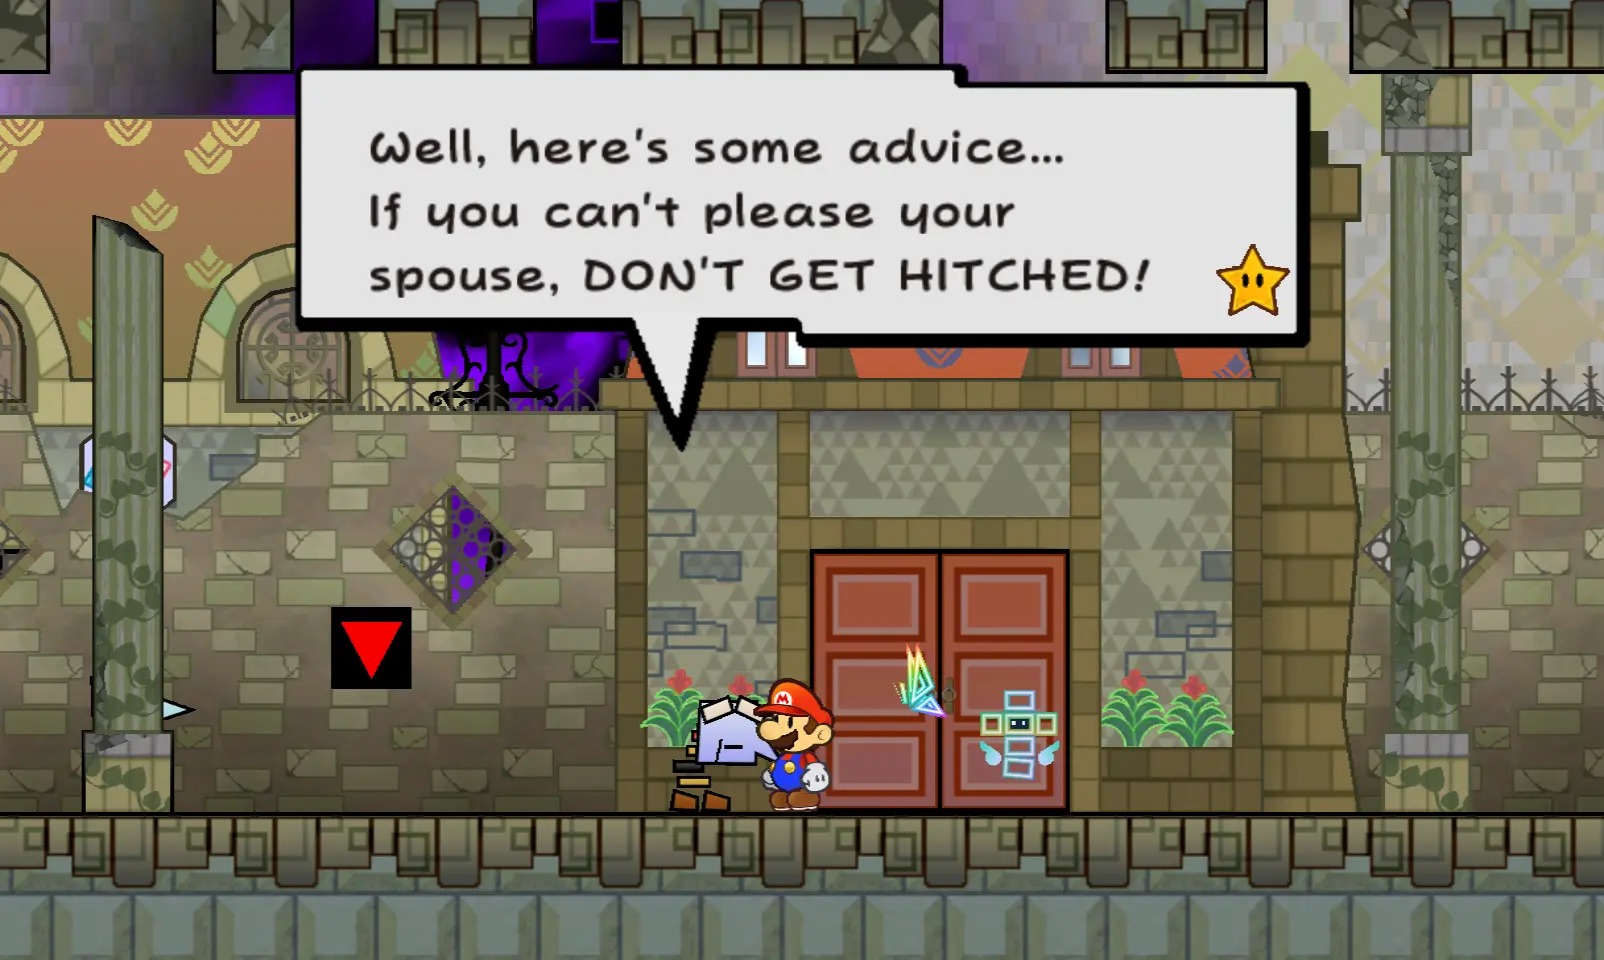 Well, here's some advice...
If you can't please your
spouse, DON'T GET HITCHED!
M